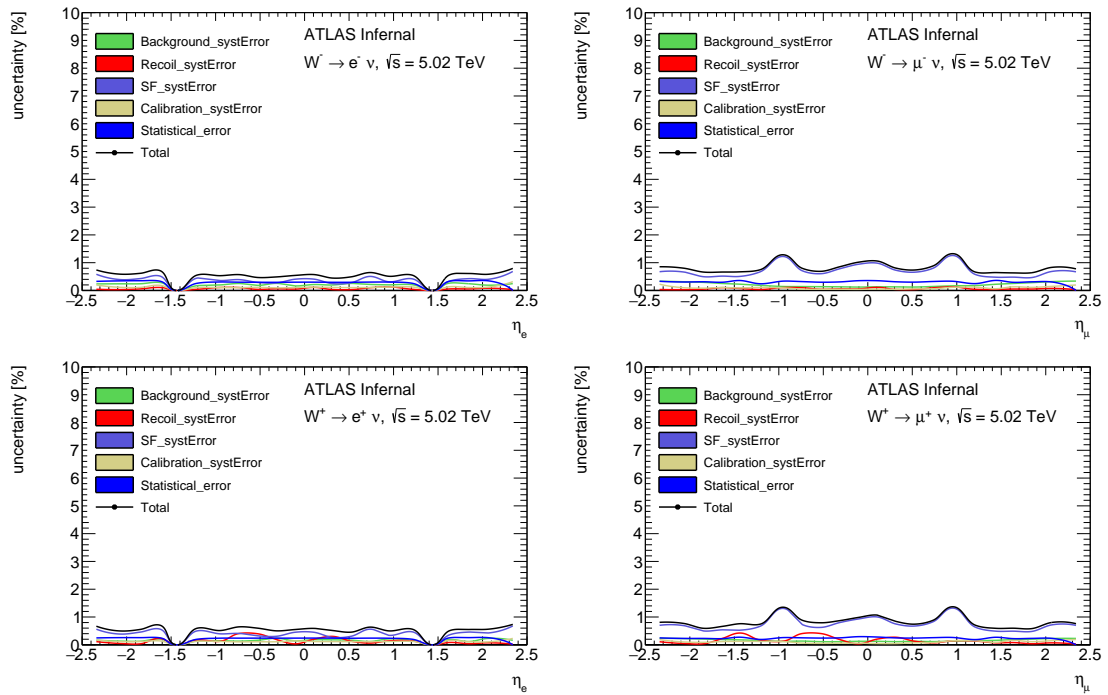 uncertainty [%]
10
9
8
7
6
5
4
3
2
1
0
Background_systError
Recoil_systError
SF_systError
Calibration_systError
Statistical_error
Total
ATLAS Infernal
W⁻ → e⁻ ν, √s = 5.02 TeV
−2.5 −2 −1.5 −1 −0.5 0 0.5 1 1.5 2 2.5
ηe
uncertainty [%]
10
9
8
7
6
5
4
3
2
1
0
Background_systError
Recoil_systError
SF_systError
Calibration_systError
Statistical_error
Total
ATLAS Infernal
W⁻ → μ⁻ ν, √s = 5.02 TeV
−2.5 −2 −1.5 −1 −0.5 0 0.5 1 1.5 2 2.5
ημ
uncertainty [%]
10
9
8
7
6
5
4
3
2
1
0
Background_systError
Recoil_systError
SF_systError
Calibration_systError
Statistical_error
Total
ATLAS Infernal
W⁺ → e⁺ ν, √s = 5.02 TeV
−2.5 −2 −1.5 −1 −0.5 0 0.5 1 1.5 2 2.5
ηe
uncertainty [%]
10
9
8
7
6
5
4
3
2
1
0
Background_systError
Recoil_systError
SF_systError
Calibration_systError
Statistical_error
Total
ATLAS Infernal
W⁺ → μ⁺ ν, √s = 5.02 TeV
−2.5 −2 −1.5 −1 −0.5 0 0.5 1 1.5 2 2.5
ημ